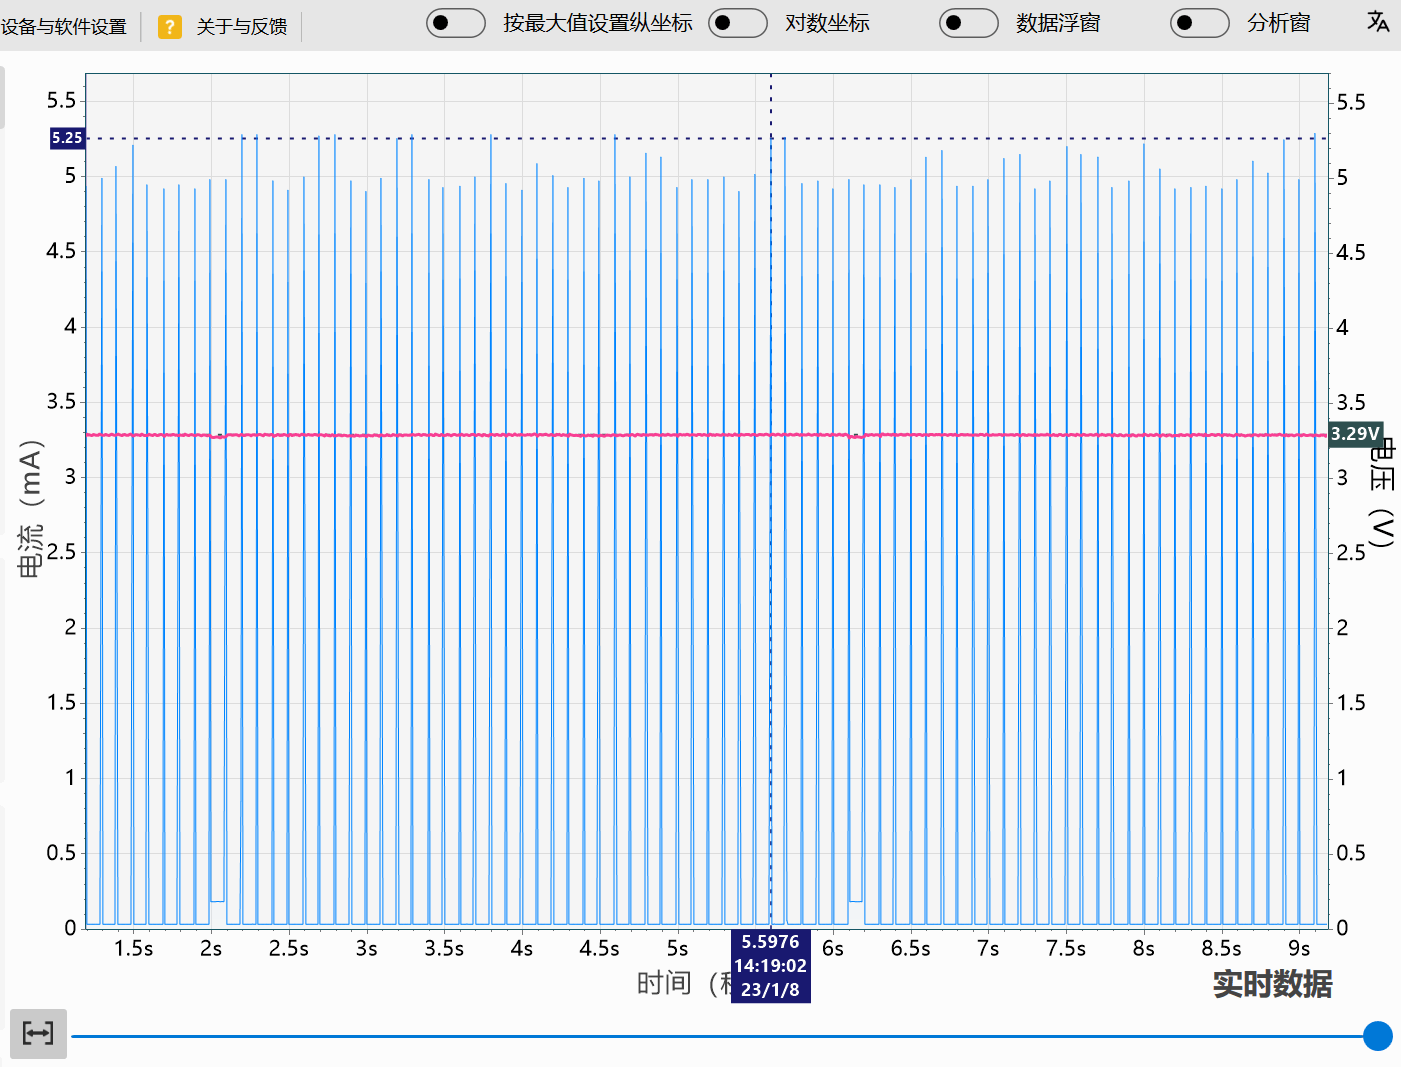 设备与软件设置
?
关于与反馈
按最大值设置纵坐标
对数坐标
数据浮窗
分析窗
5.5
5.25
5
4.5
4
3.5
3
2.5
2
1.5
1
0.5
0
电流（mA）
5.5
5
4.5
4
3.5
3.29V
3
2.5
2
1.5
1
0.5
0
电压（V）
1.5s
2s
2.5s
3s
3.5s
4s
4.5s
5s
6s
6.5s
7s
7.5s
8s
8.5s
9s
5.5976
14:19:02
23/1/8
时间（
实时数据